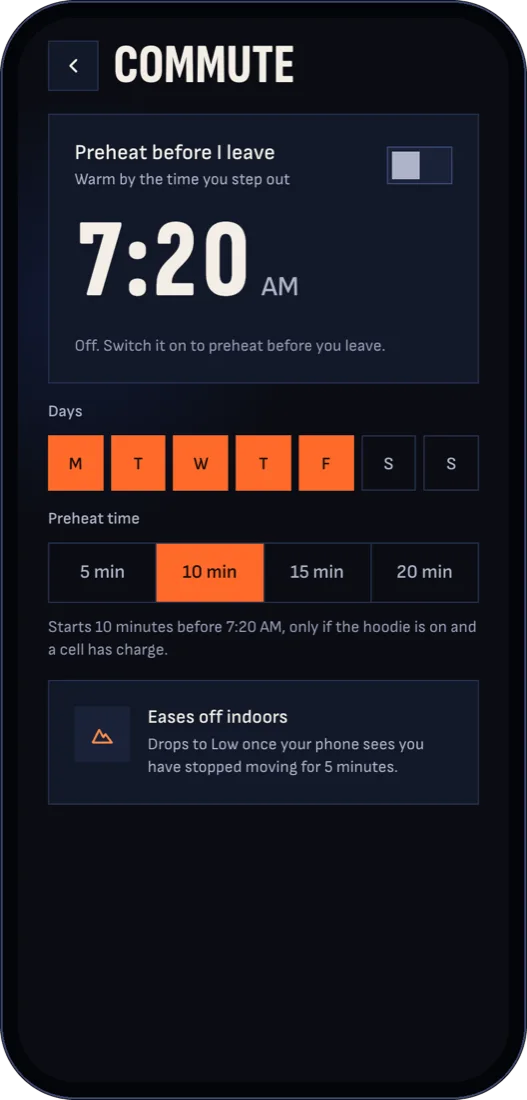 COMMUTE
Preheat before I leave
Warm by the time you step out
7:20 AM
Off. Switch it on to preheat before you leave.
Days
M T W T F S S
Preheat time
5 min 10 min 15 min 20 min
Starts 10 minutes before 7:20 AM, only if the hoodie is on and
a cell has charge.
Eases off indoors
Drops to Low once your phone sees you
have stopped moving for 5 minutes.